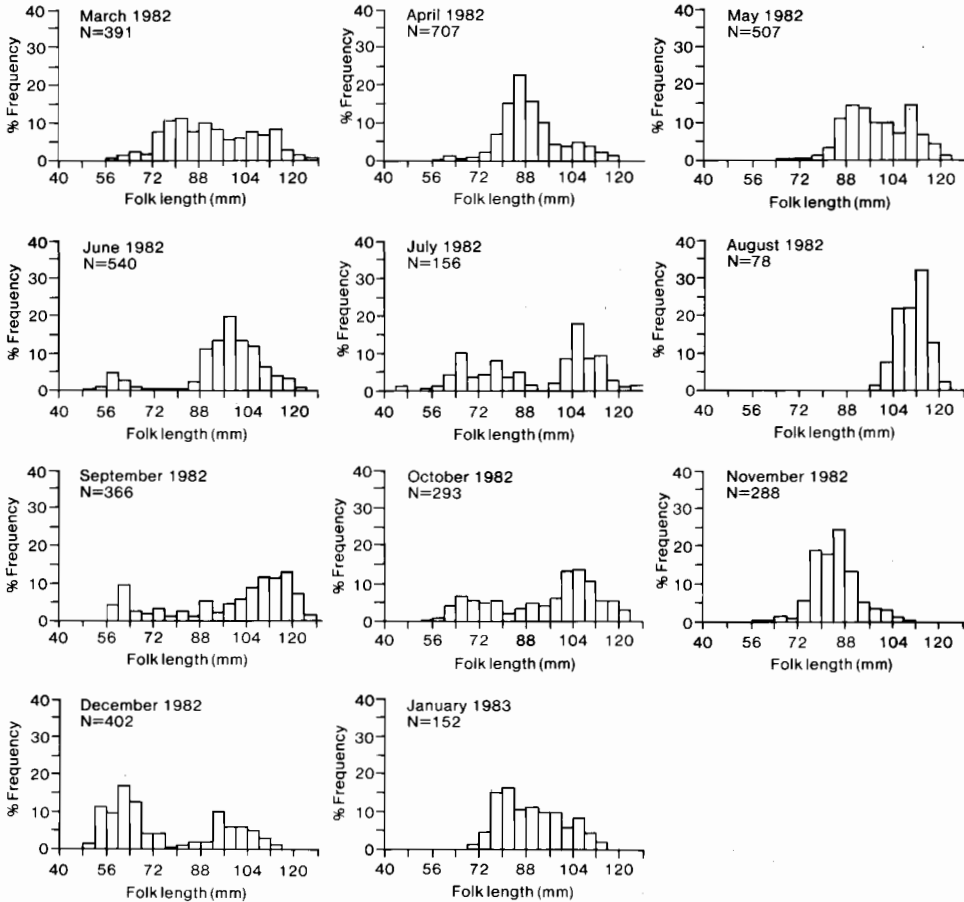 March 1982
N=391
% Frequency
40
30
20
10
0
40 56 72 88 104 120
Folk length (mm)
April 1982
N=707
% Frequency
40
30
20
10
0
40 56 72 88 104 120
Folk length (mm)
May 1982
N=507
% Frequency
40
30
20
10
0
40 56 72 88 104 120
Folk length (mm)
June 1982
N=540
% Frequency
40
30
20
10
0
40 56 72 88 104 120
Folk length (mm)
July 1982
N=156
% Frequency
40
30
20
10
0
40 56 72 88 104 120
Folk length (mm)
August 1982
N=78
% Frequency
40
30
20
10
0
40 56 72 88 104 120
Folk length (mm)
September 1982
N=366
% Frequency
40
30
20
10
0
40 56 72 88 104 120
Folk length (mm)
October 1982
N=293
% Frequency
40
30
20
10
0
40 56 72 88 104 120
Folk length (mm)
November 1982
N=288
% Frequency
40
30
20
10
0
40 56 72 88 104 120
Folk length (mm)
December 1982
N=402
% Frequency
40
30
20
10
0
40 56 72 88 104 120
Folk length (mm)
January 1983
N=152
% Frequency
40
30
20
10
0
40 56 72 88 104 120
Folk length (mm)